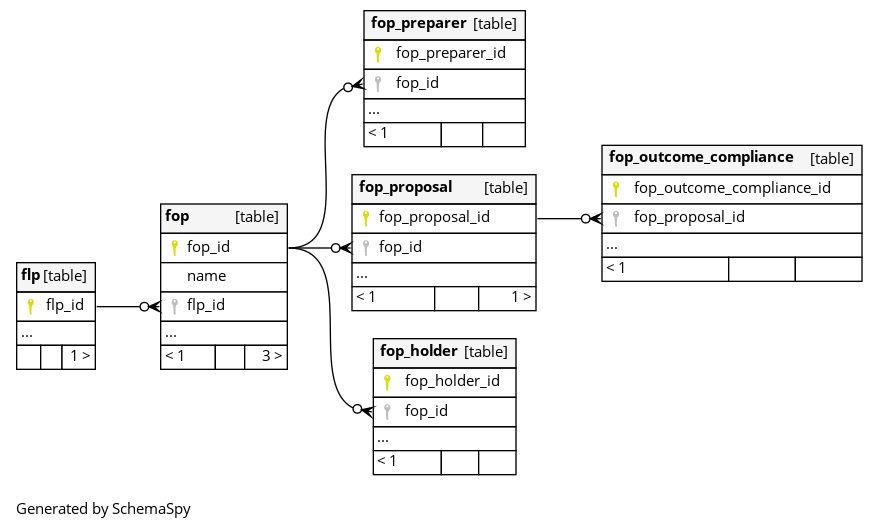 fop_preparer [table]
fop_preparer_id
fop_id
...
< 1
fop_outcome_compliance [table]
fop_outcome_compliance_id
fop_proposal_id
...
< 1
fop_proposal [table]
fop_proposal_id
fop_id
...
< 1 1 >
fop [table]
fop_id
name
flp_id
...
< 1 3 >
flp [table]
flp_id
...
1 >
fop_holder [table]
fop_holder_id
fop_id
...
< 1
Generated by SchemaSpy